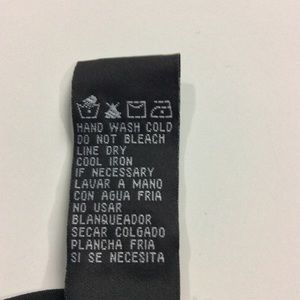 HAND WASH COLD
DO NOT BLEACH
LINE DRY
COOL IRON
IF NECESSARY
LAVAR A MANO
CON AGUA FRIA
NO USAR
BLANQUEADOR
SECAR COLGADO
PLANCHA FRIA
SI SE NECESITA